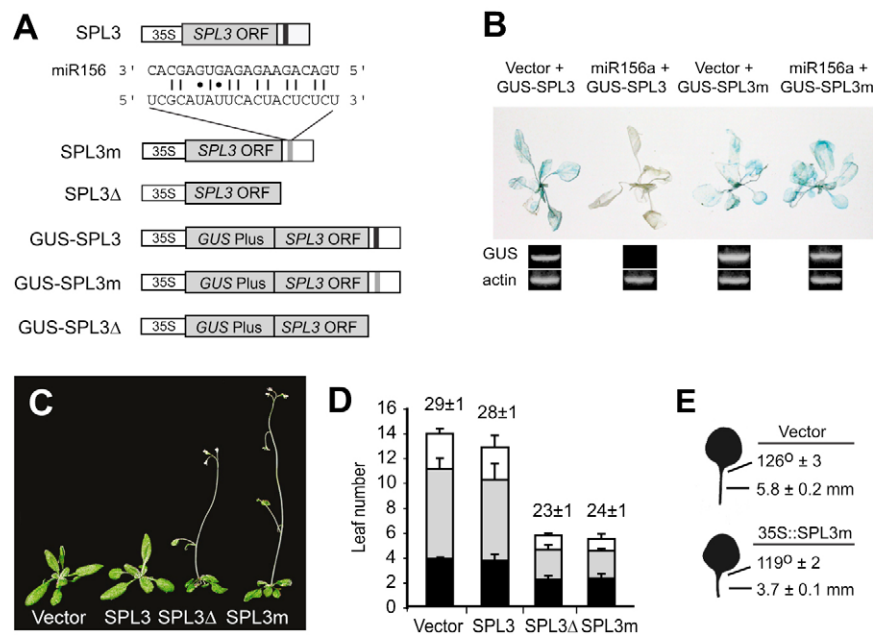 A
SPL3
35S SPL3 ORF
miR156 3' CACGAGUGAGAGAAGACAGU 5'
5' UCGCAUAUUCACUACUCUCU 3'
SPL3m 35S SPL3 ORF
SPL3Δ 35S SPL3 ORF
GUS-SPL3 35S GUS Plus SPL3 ORF
GUS-SPL3m 35S GUS Plus SPL3 ORF
GUS-SPL3Δ 35S GUS Plus SPL3 ORF
B
Vector + GUS-SPL3
miR156a + GUS-SPL3
Vector + GUS-SPL3m
miR156a + GUS-SPL3m
GUS
actin
C
Vector SPL3 SPL3Δ SPL3m
D
Leaf number
16
14
12
10
8
6
4
2
0
29±1 28±1 23±1 24±1
Vector SPL3 SPL3Δ SPL3m
E
Vector
126° ± 3
5.8 ± 0.2 mm
35S::SPL3m
119° ± 2
3.7 ± 0.1 mm